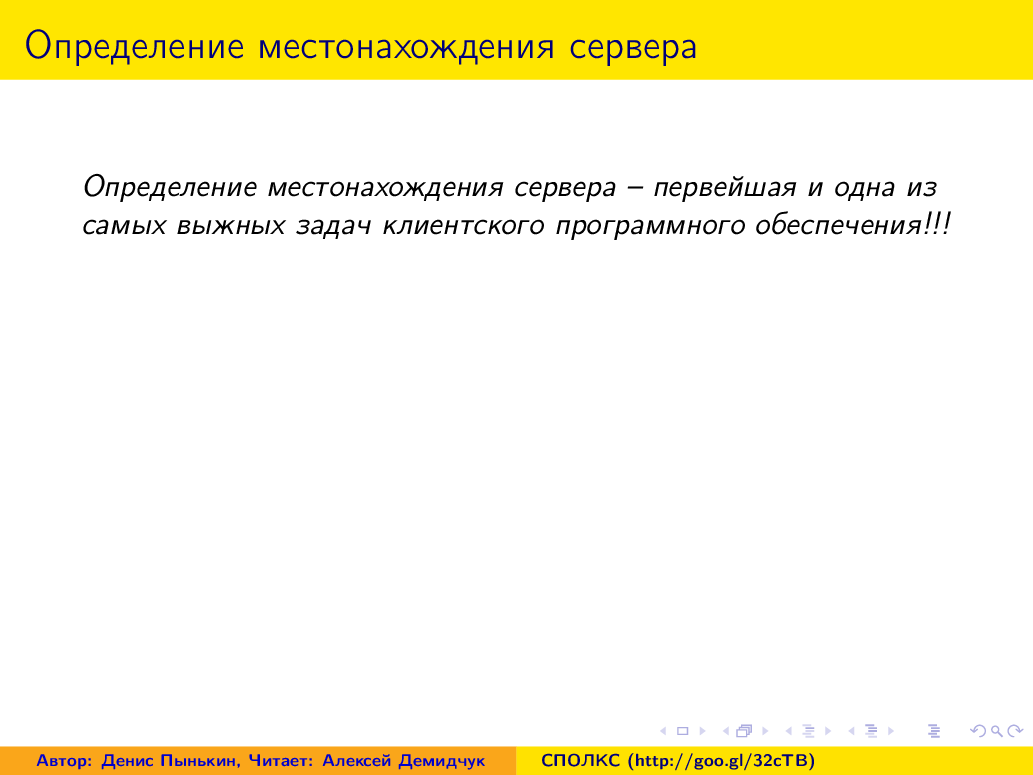 Определение местонахождения сервера
Определение местонахождения сервера – первейшая и одна из
самых выжных задач клиентского программного обеспечения!!!
Автор: Денис Пынькин, Читает: Алексей Демидчук
СПОЛКС (http://goo.gl/32cTB)